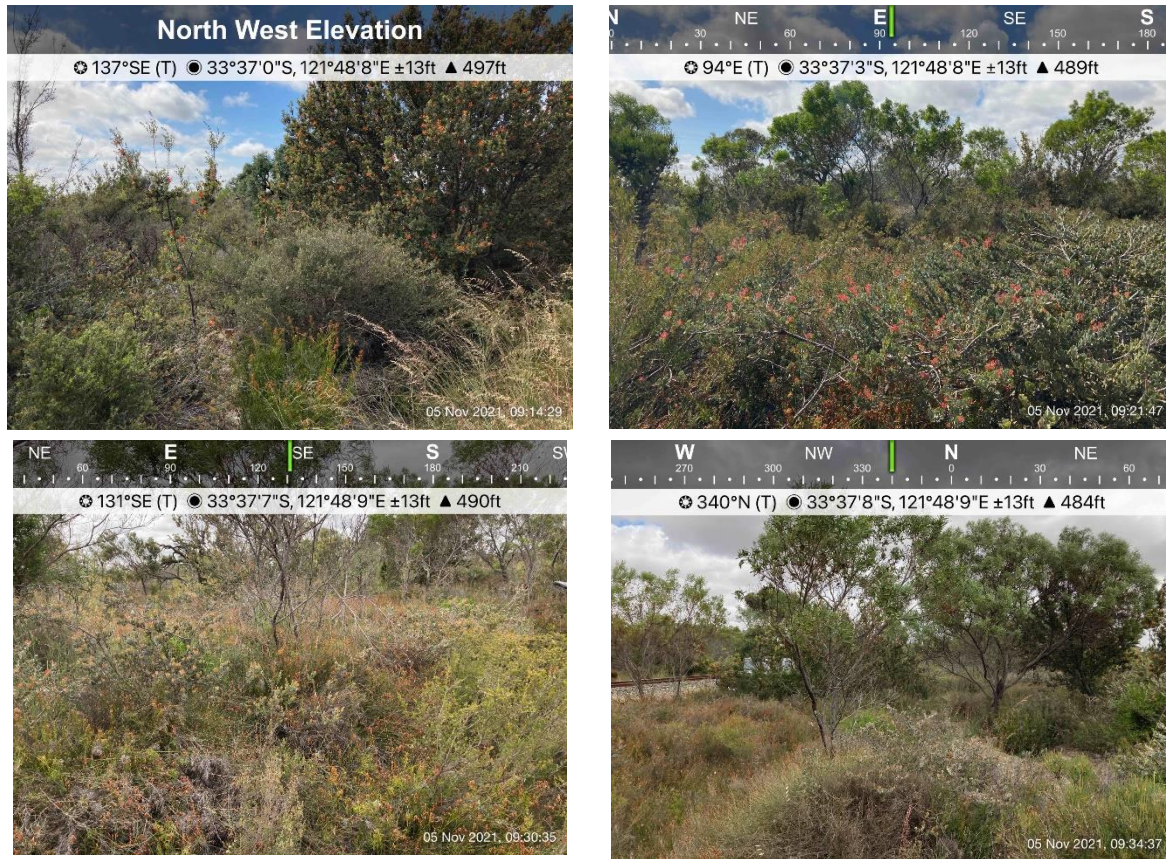 North West Elevation
137°SE (T) 33°37'0"S, 121°48'8"E ±13ft ▲ 497ft
05 Nov 2021, 09:14:29
N NE E SE S
0 30 60 90 120 150 180
94°E (T) 33°37'3"S, 121°48'8"E ±13ft ▲ 489ft
05 Nov 2021, 09:21:47
NE E SE S SW
60 90 120 150 180 210
131°SE (T) 33°37'7"S, 121°48'9"E ±13ft ▲ 490ft
05 Nov 2021, 09:30:35
W NW N NE
270 300 330 0 30 60
340°N (T) 33°37'8"S, 121°48'9"E ±13ft ▲ 484ft
05 Nov 2021, 09:34:37